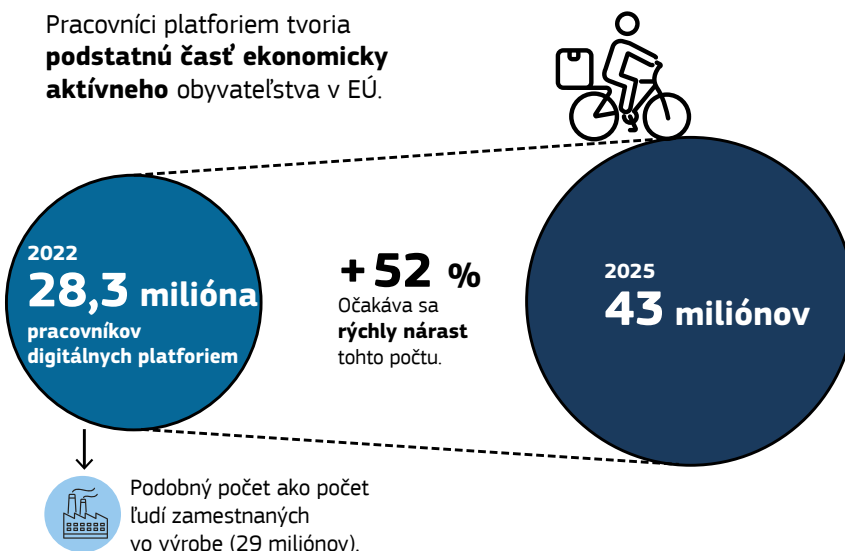 Pracovníci platforiem tvoria
podstatnú časť ekonomicky
aktívneho obyvateľstva v EÚ.
2022
28,3 milióna
pracovníkov
digitálnych platforiem
+52 %
Očakáva sa
rýchly nárast
tohto počtu.
2025
43 miliónov
Podobný počet ako počet
ľudí zamestnaných
vo výrobe (29 miliónov).